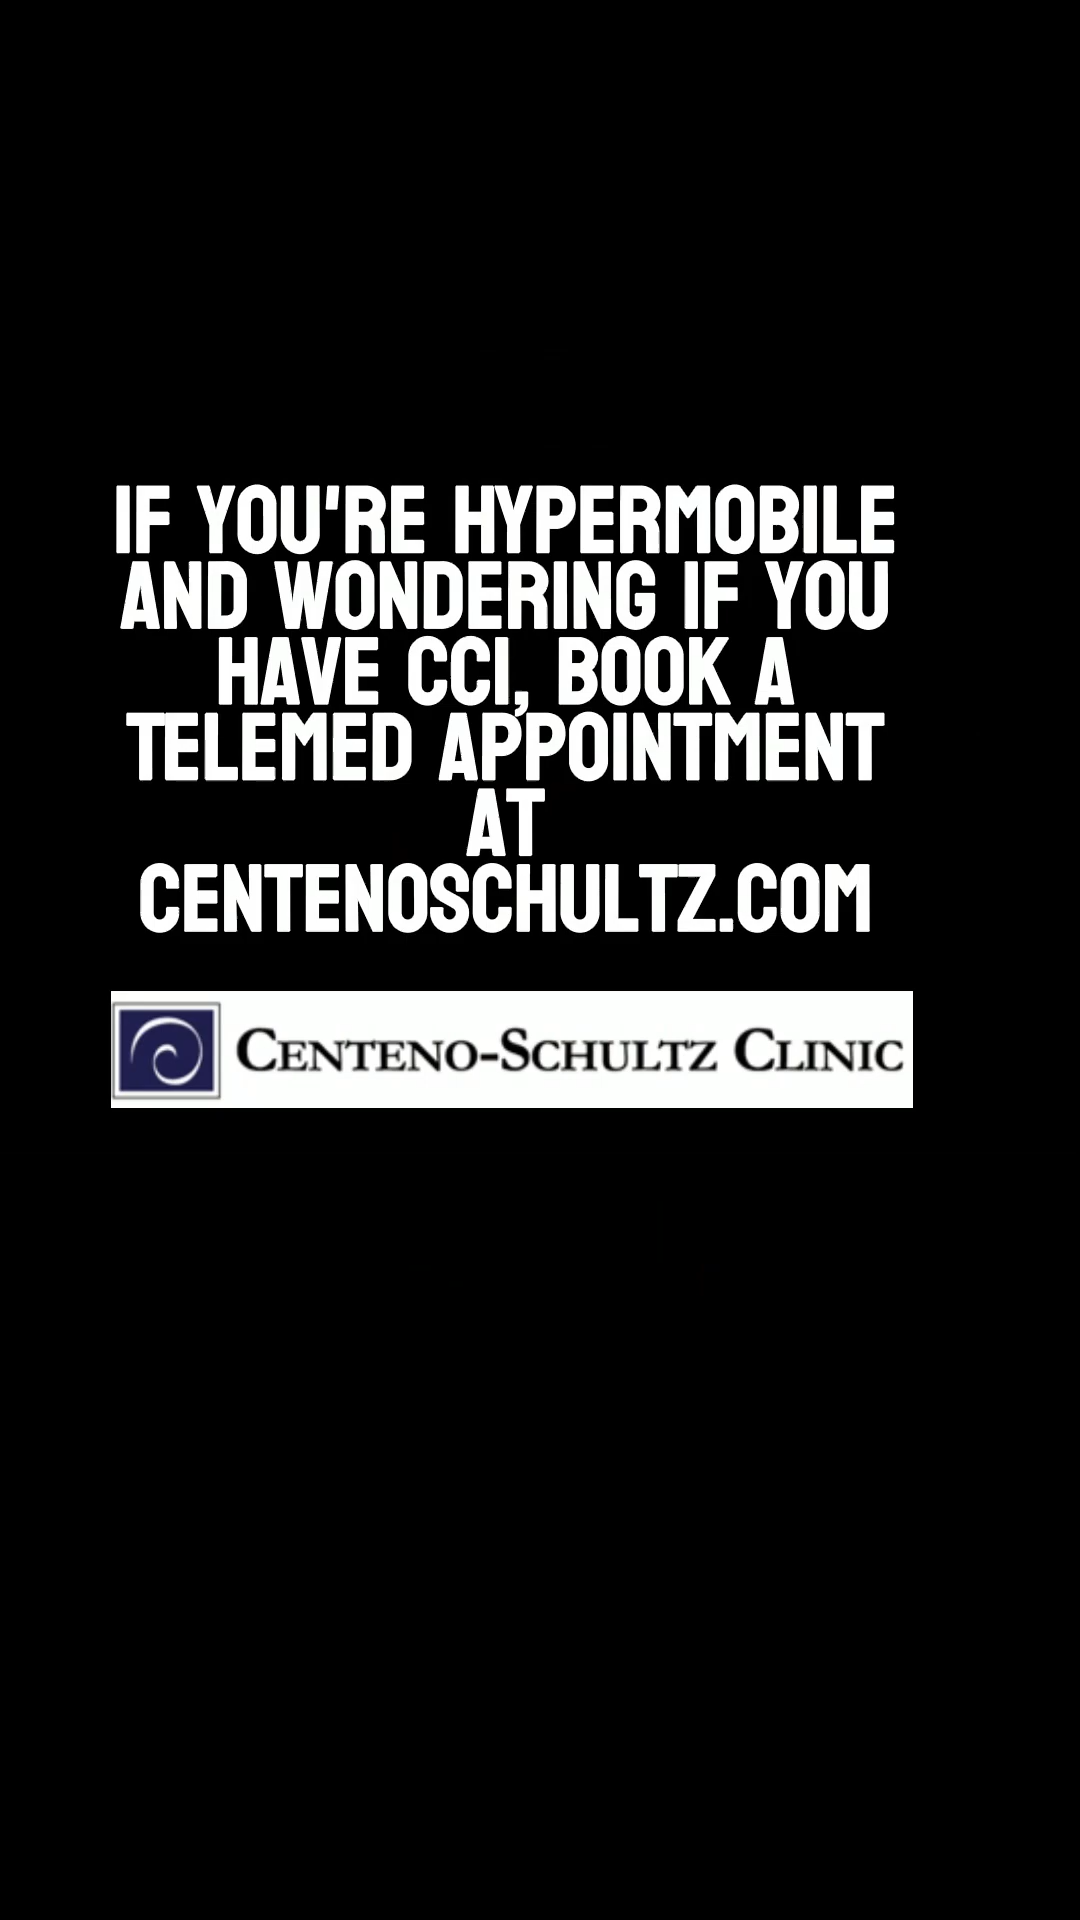 IF YOU'RE HYPERMOBILE
AND WONDERING IF YOU
HAVE CCI, BOOK A
TELEMED APPOINTMENT
AT
CENTENOSCHULTZ.COM
CENTENO-SCHULTZ CLINIC